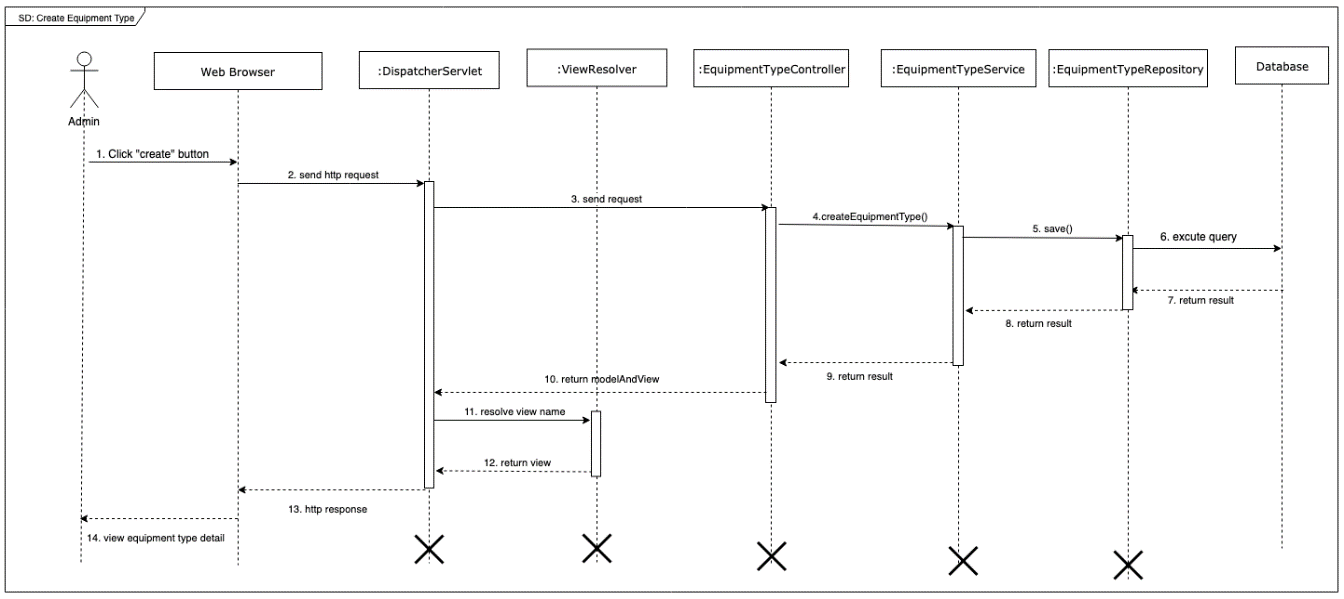 SD: Create Equipment Type
Web Browser
:DispatcherServlet
:ViewResolver
:EquipmentTypeController
:EquipmentTypeService
:EquipmentTypeRepository
Database
Admin
1. Click "create" button
2. send http request
3. send request
4.createEquipmentType()
5. save()
6. excute query
7. return result
8. return result
9. return result
10. return modelAndView
11. resolve view name
12. return view
13. http response
14. view equipment type detail